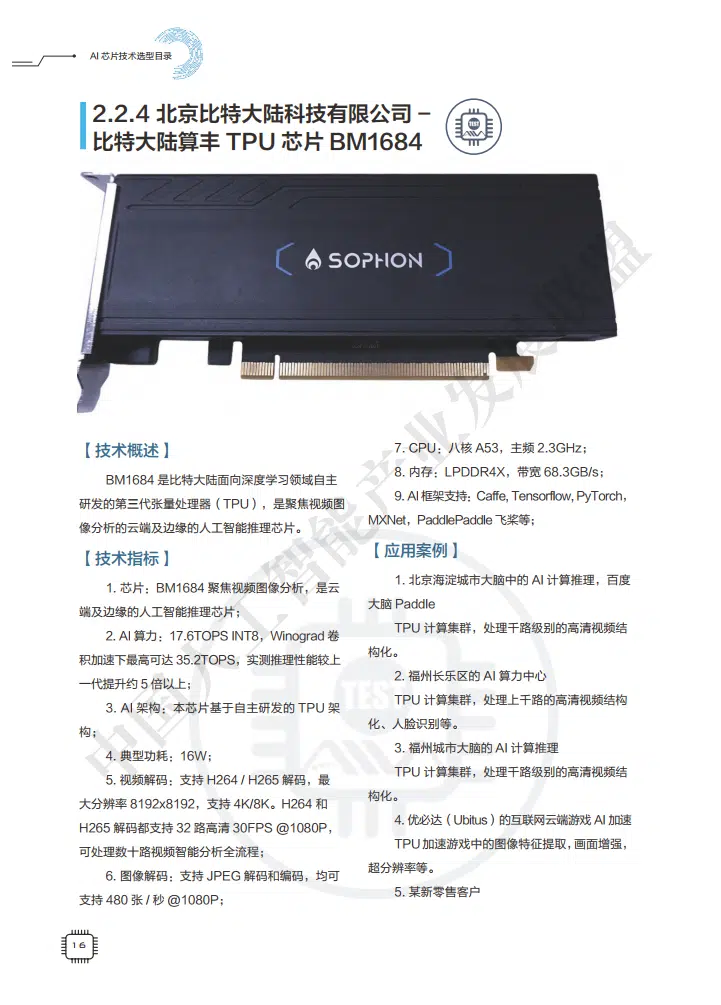 AI 芯片技术选型目录
2.2.4 北京比特大陆科技有限公司 –
比特大陆算丰 TPU 芯片 BM1684
TEST
SOPHON
【 技术概述 】
BM1684 是比特大陆面向深度学习领域自主
研发的第三代张量处理器（TPU），是聚焦视频图
像分析的云端及边缘的人工智能推理芯片。
【 技术指标 】
1. 芯片：BM1684 聚焦视频图像分析，是云
端及边缘的人工智能推理芯片；
2. AI 算力：17.6TOPS INT8，Winograd 卷
积加速下最高可达 35.2TOPS，实测推理性能较上
一代提升约 5 倍以上；
3. AI 架构：本芯片基于自主研发的 TPU 架
构；
4. 典型功耗：16W；
5. 视频解码：支持 H264 / H265 解码，最
大分辨率 8192x8192，支持 4K/8K。H264 和
H265 解码都支持 32 路高清 30FPS @1080P，
可处理数十路视频智能分析全流程；
6. 图像解码：支持 JPEG 解码和编码，均可
支持 480 张 / 秒 @1080P；
7. CPU：八核 A53，主频 2.3GHz；
8. 内存：LPDDR4X，带宽 68.3GB/s；
9. AI 框架支持：Caffe, Tensorflow, PyTorch，
MXNet，PaddlePaddle 飞桨等；
【 应用案例 】
1. 北京海淀城市大脑中的 AI 计算推理，百度
大脑 Paddle
TPU 计算集群，处理千路级别的高清视频结
构化。
2. 福州长乐区的 AI 算力中心
TPU 计算集群，处理上千路的高清视频结构
化、人脸识别等。
3. 福州城市大脑的 AI 计算推理
TPU 计算集群，处理千路级别的高清视频结
构化。
4. 优必达（Ubitus）的互联网云端游戏 AI 加速
TPU 加速游戏中的图像特征提取，画面增强，
超分辨率等。
5. 某新零售客户
中国人工智能产业发展联盟
TEST
16